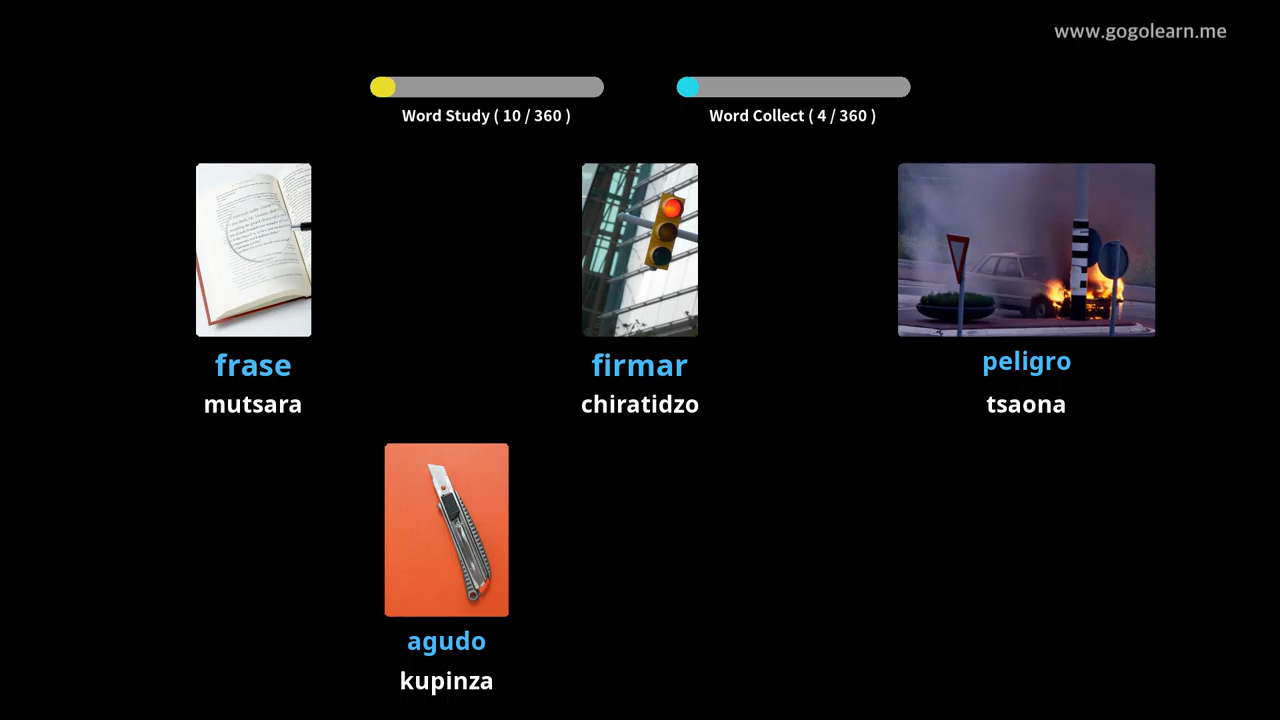 www.gogolearn.me
Word Study ( 10 / 360 )
Word Collect ( 4 / 360 )
frase
mutsara
firmar
chiratidzo
peligro
tsaona
agudo
kupinza